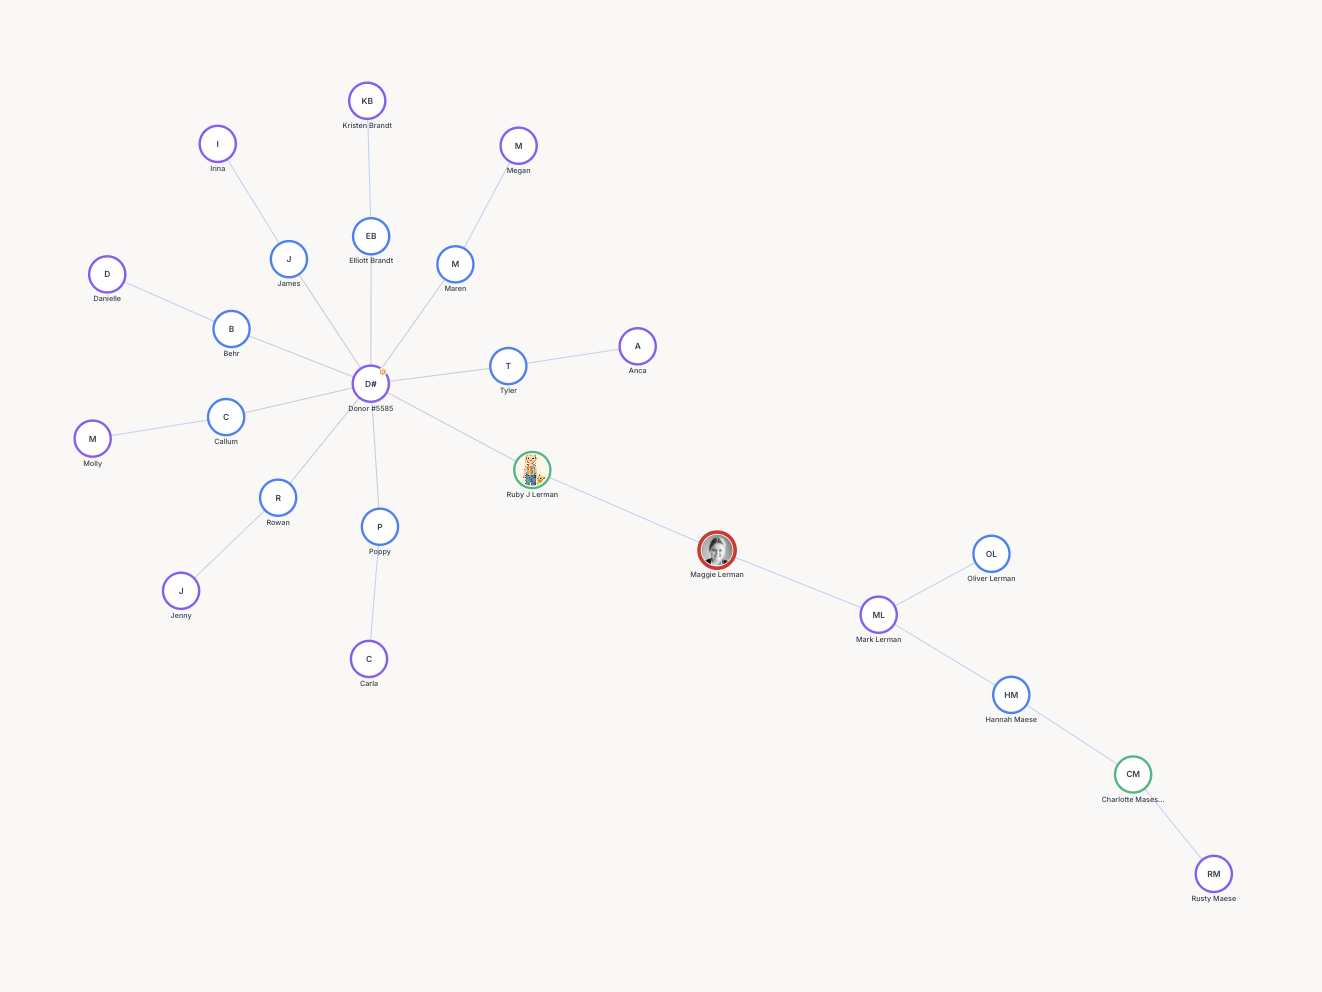 KB
Kristen Brandt
I
Irina
M
Megan
EB
Elliott Brandt
J
James
M
Maren
D
Danielle
B
Behr
A
Anca
T
Tyler
D#
Donor #5585
C
Callum
M
Molly
Ruby J Lerman
R
Rowan
P
Poppy
Maggie Lerman
OL
Oliver Lerman
J
Jenny
ML
Mark Lerman
C
Carla
HM
Hannah Maese
CM
Charlotte Mases...
RM
Rusty Maese